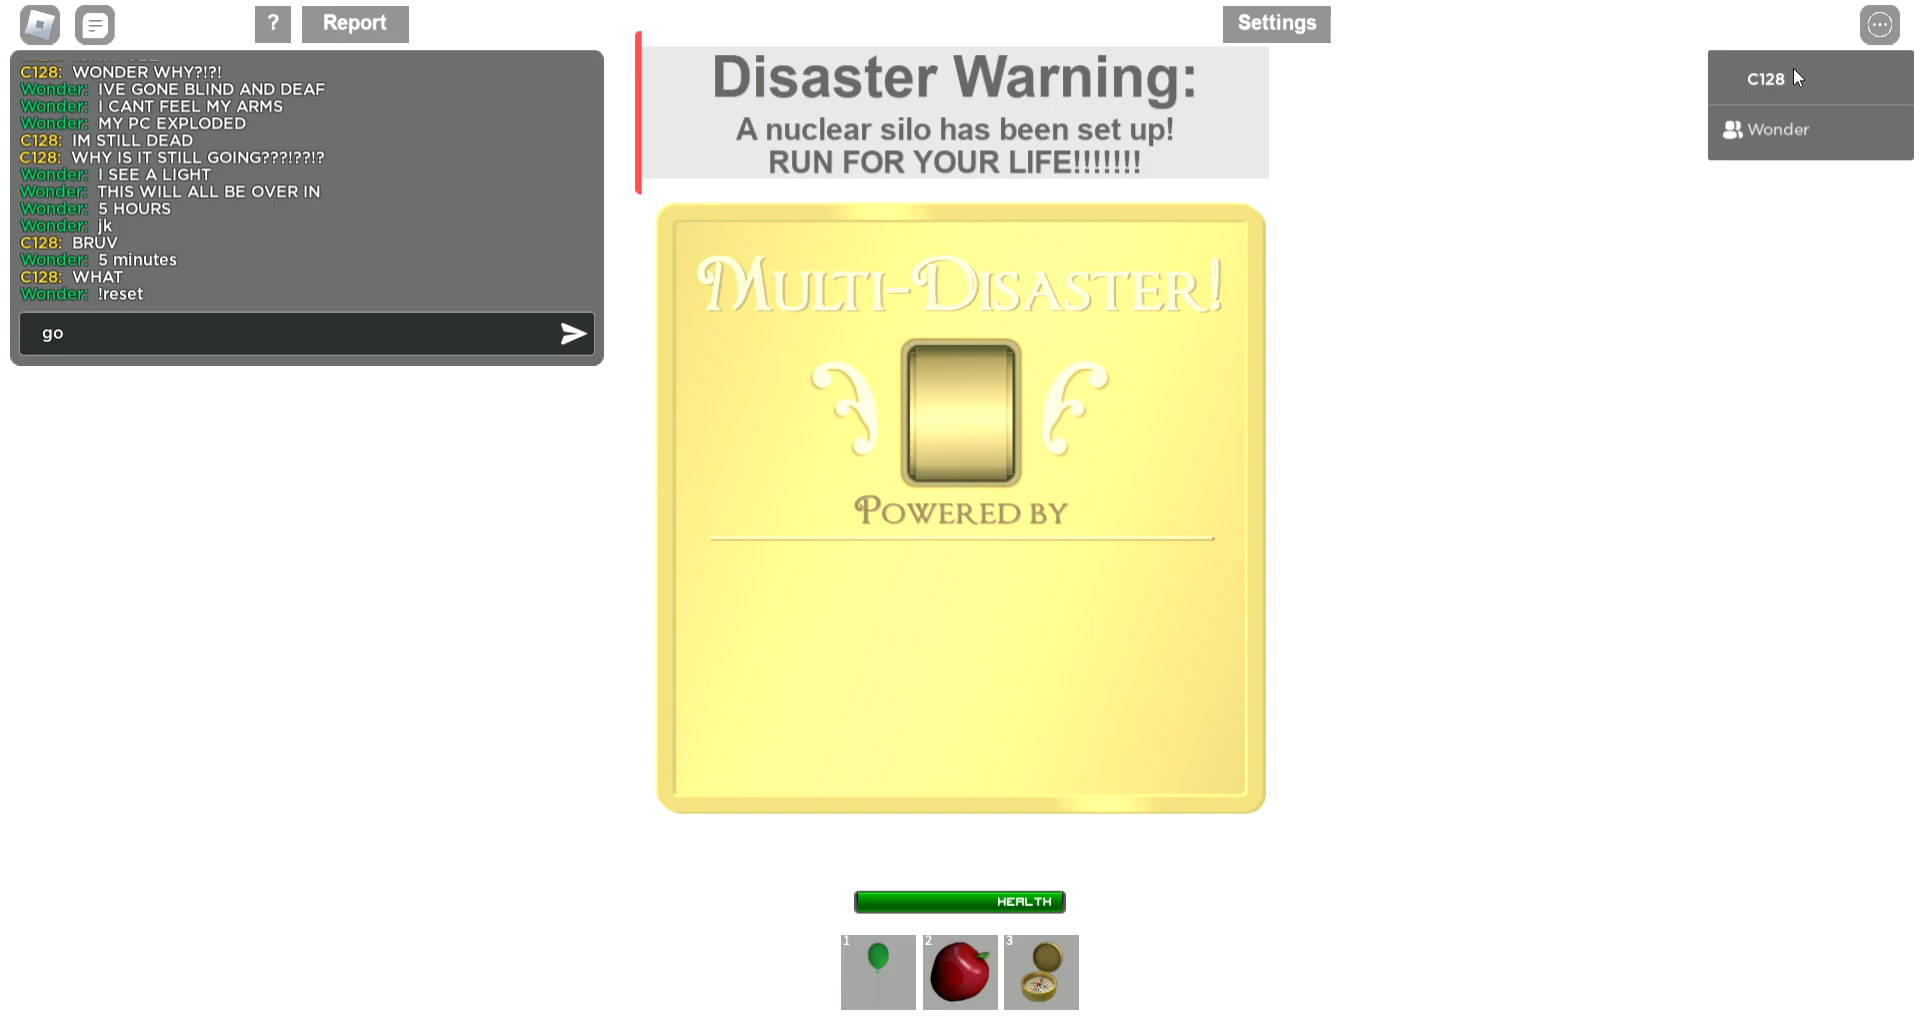 ?
Report
Settings
C128: WONDER WHY?!?!
Wonder: IVE GONE BLIND AND DEAF
Wonder: I CANT FEEL MY ARMS
Wonder: MY PC EXPLODED
C128: IM STILL DEAD
C128: WHY IS IT STILL GOING???!??!?
Wonder: I SEE A LIGHT
Wonder: THIS WILL ALL BE OVER IN
Wonder: 5 HOURS
Wonder: jk
C128: BRUV
Wonder: 5 minutes
C128: WHAT
Wonder: !reset
go
Disaster Warning:
A nuclear silo has been set up!
RUN FOR YOUR LIFE!!!!!!!
C128
Wonder
MULTI-DISASTER!
POWERED BY
HEALTH
1
2
3